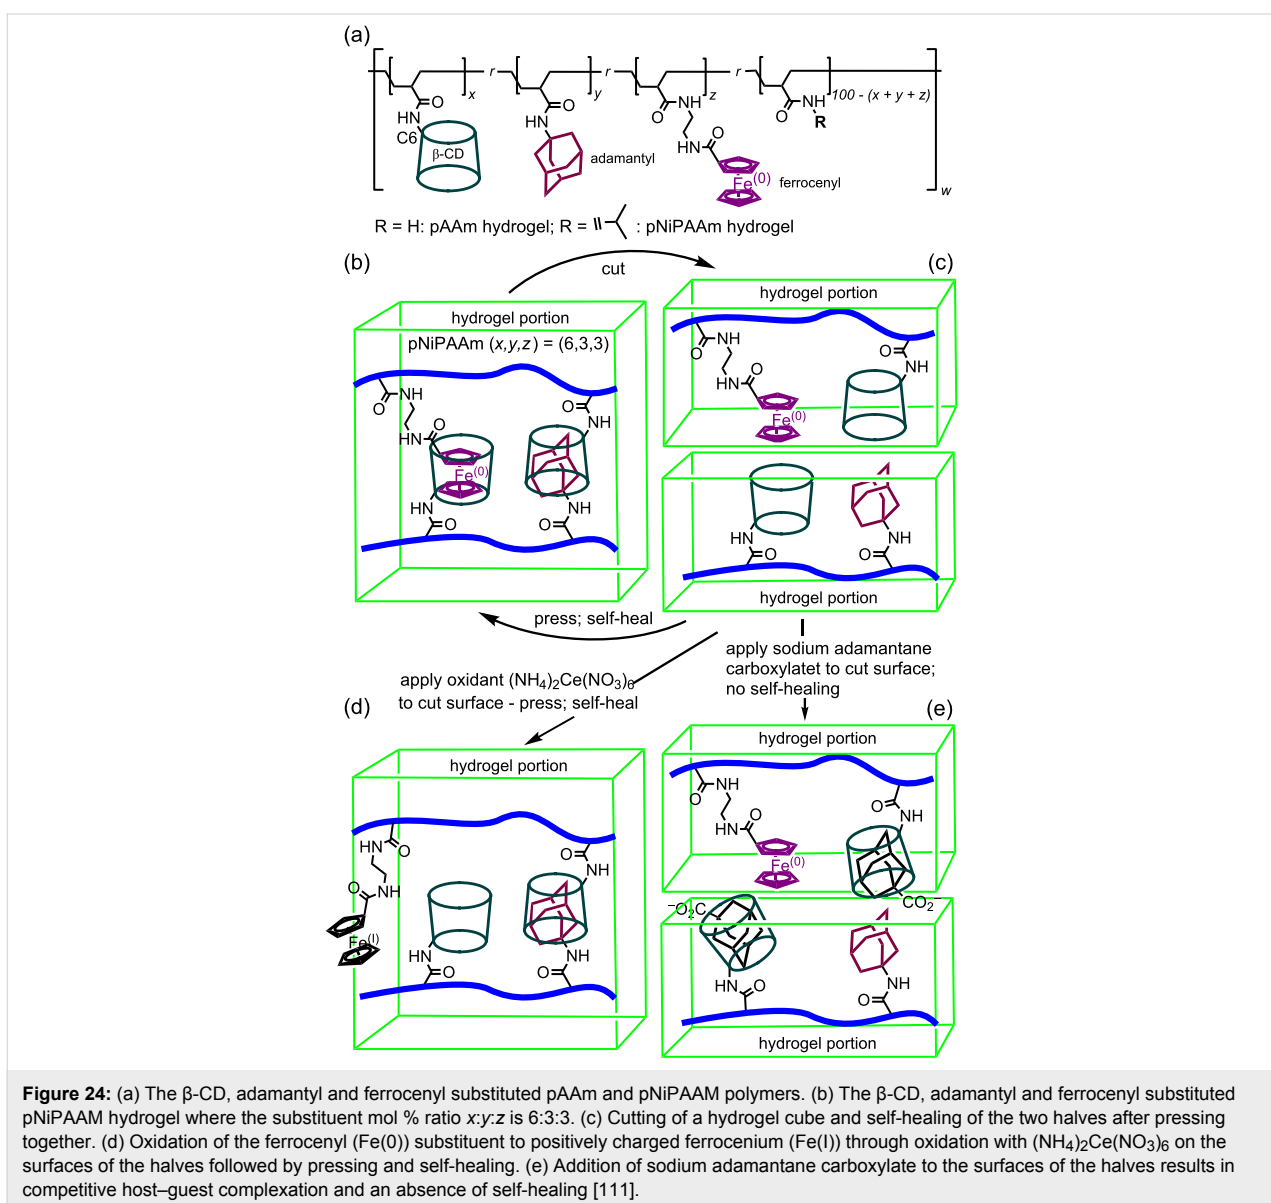 (a)
x
r
y
r
z
r
100 - (x + y + z)
w
O
HN
C6
β-CD
O
HN
adamantyl
O
NH
NH
O
Fe(0)
ferrocenyl
O
NH
R
R = H: pAAm hydrogel; R = : pNiPAAm hydrogel
(b)
cut
(c)
hydrogel portion
pNiPAAm (x,y,z) = (6,3,3)
O
NH
HN
O
Fe(0)
HN
O
O
NH
NH
O
hydrogel portion
O
NH
NH
O
Fe(0)
O
NH
HN
O
NH
O
hydrogel portion
press; self-heal
apply sodium adamantane
carboxylatet to cut surface;
no self-healing
apply oxidant (NH4)2Ce(NO3)6
to cut surface - press; self-heal
(d)
(e)
hydrogel portion
HN
O
O
NH
Fe(I)
HN
O
O
NH
NH
O
hydrogel portion
O
NH
NH
O
Fe(0)
O
NH
CO2−
−O2C
NH
O
NH
O
hydrogel portion
Figure 24: (a) The β-CD, adamantyl and ferrocenyl substituted pAAm and pNiPAAM polymers. (b) The β-CD, adamantyl and ferrocenyl substituted
pNiPAAM hydrogel where the substituent mol % ratio x:y:z is 6:3:3. (c) Cutting of a hydrogel cube and self-healing of the two halves after pressing
together. (d) Oxidation of the ferrocenyl (Fe(0)) substituent to positively charged ferrocenium (Fe(I)) through oxidation with (NH4)2Ce(NO3)6 on the
surfaces of the halves followed by pressing and self-healing. (e) Addition of sodium adamantane carboxylate to the surfaces of the halves results in
competitive host–guest complexation and an absence of self-healing [111].